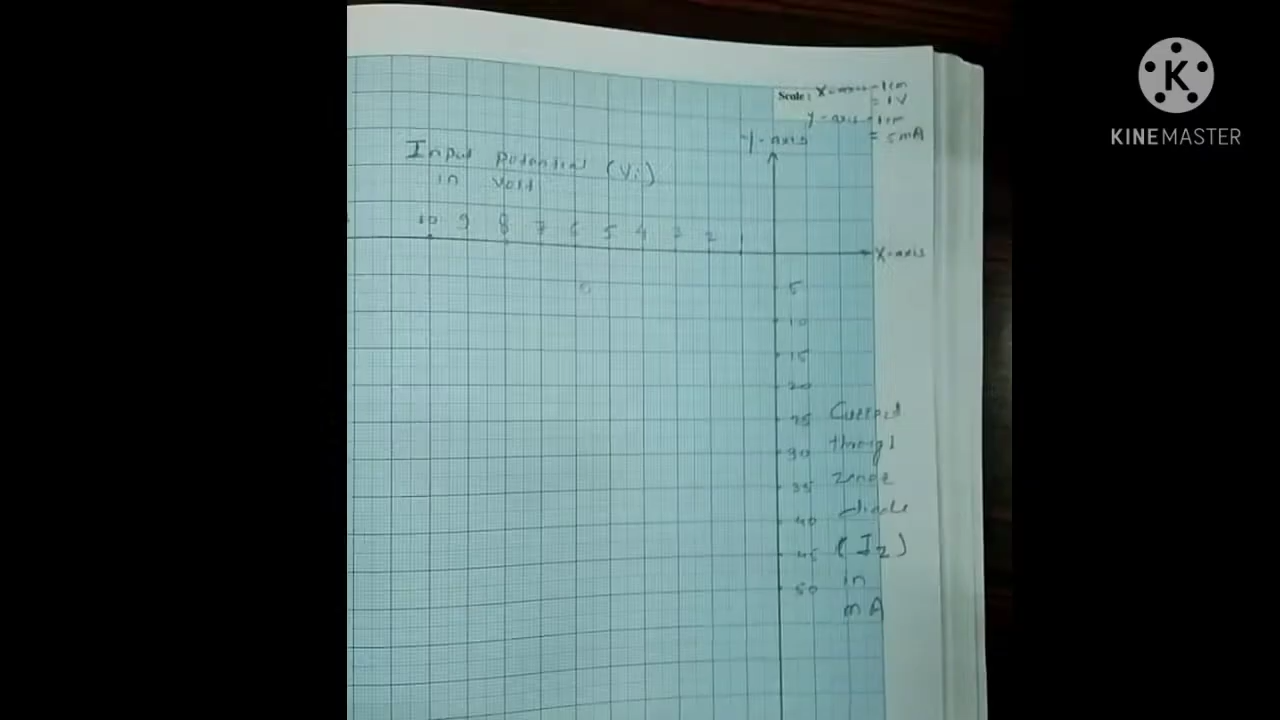 Scale : X-axis - 1cm
= 1V
Y-axis - 1cm
= 5mA
Y-axis
Input potential (Vi)
in Volt
10 9 8 7 6 5 4 3 2 1
X-axis
5
10
15
20
25
30
35
40
45
50
Current
through
zener
diode
(Iz)
in
mA
K
KINEMASTER